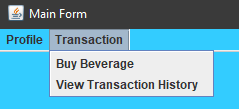 Main Form
Profile Transaction
Buy Beverage
View Transaction History